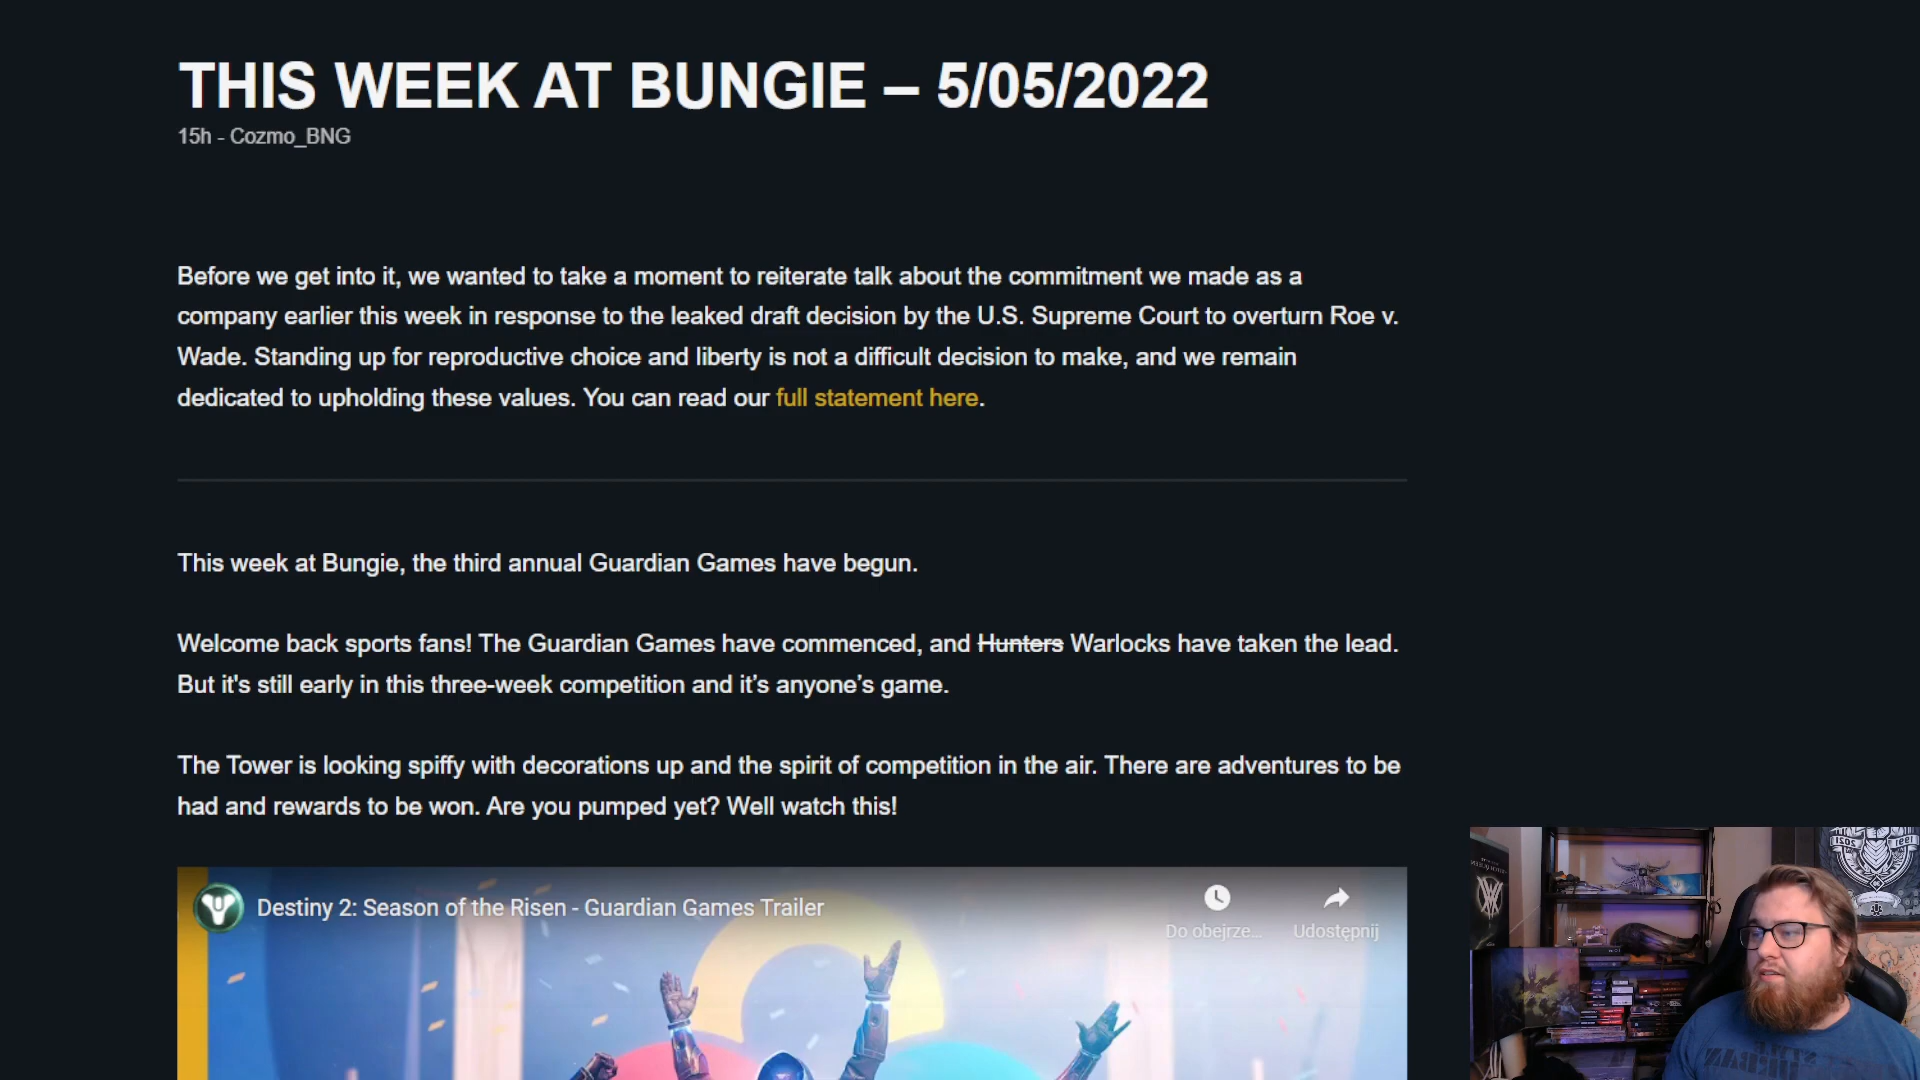 THIS WEEK AT BUNGIE – 5/05/2022
15h - Cozmo_BNG
Before we get into it, we wanted to take a moment to reiterate talk about the commitment we made as a
company earlier this week in response to the leaked draft decision by the U.S. Supreme Court to overturn Roe v.
Wade. Standing up for reproductive choice and liberty is not a difficult decision to make, and we remain
dedicated to upholding these values. You can read our full statement here.
This week at Bungie, the third annual Guardian Games have begun.
Welcome back sports fans! The Guardian Games have commenced, and Hunters Warlocks have taken the lead.
But it's still early in this three-week competition and it’s anyone’s game.
The Tower is looking spiffy with decorations up and the spirit of competition in the air. There are adventures to be
had and rewards to be won. Are you pumped yet? Well watch this!
Destiny 2: Season of the Risen - Guardian Games Trailer
Do obejrze...
Udostępnij
1991
2021